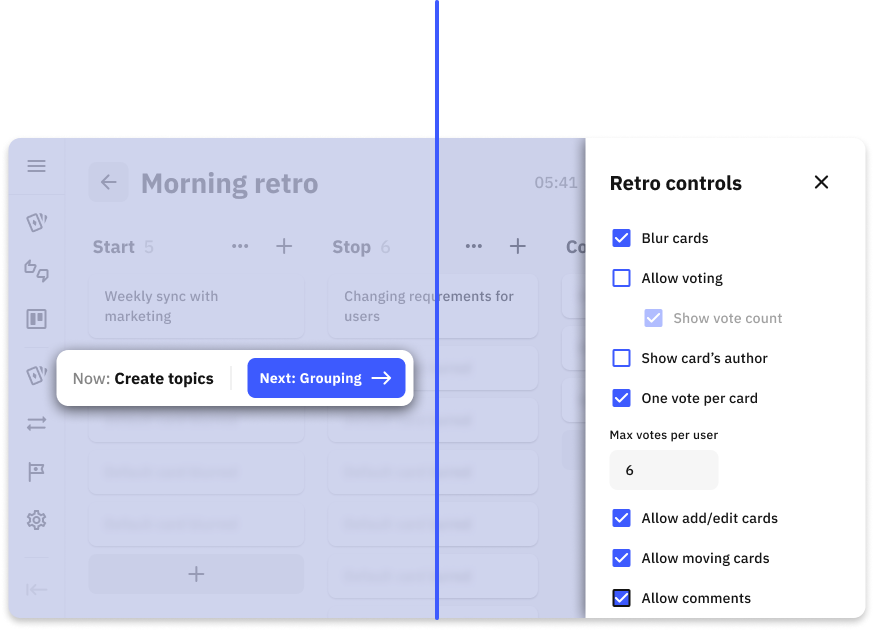 Morning retro
05:41
Start 5
Stop 6
Co
Weekly sync with
marketing
Changing requrements for
users
Now: Create topics
Next: Grouping
Retro controls
Blur cards
Allow voting
Show vote count
Show card’s author
One vote per card
Max votes per user
6
Allow add/edit cards
Allow moving cards
Allow comments